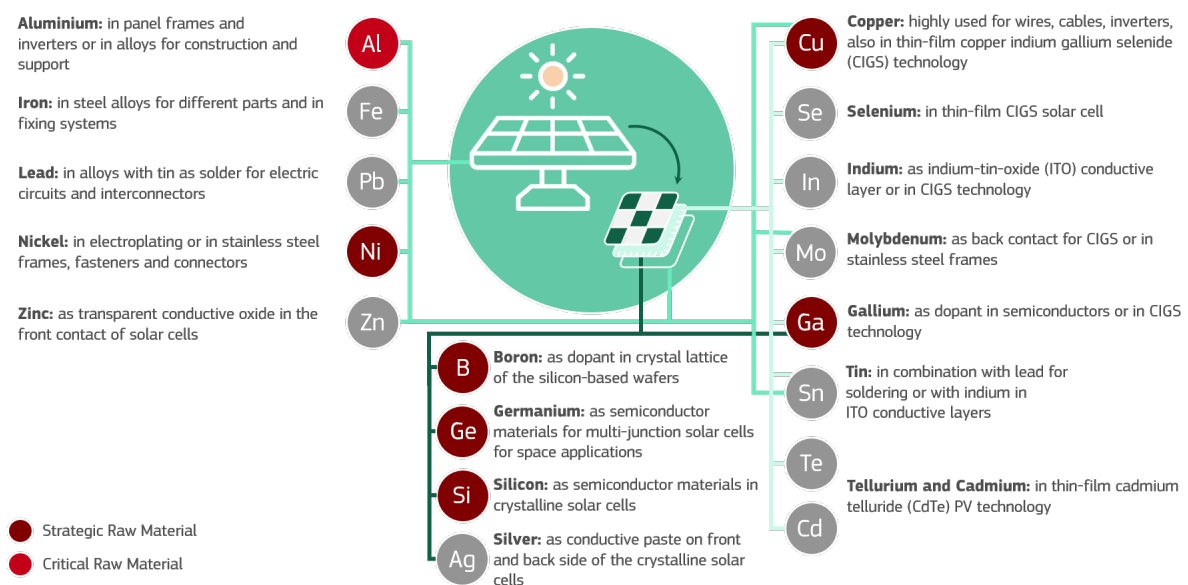 Aluminium: in panel frames and
inverters or in alloys for construction and
support
Al
Iron: in steel alloys for different parts and in
fixing systems
Fe
Lead: in alloys with tin as solder for electric
circuits and interconnectors
Pb
Nickel: in electroplating or in stainless steel
frames, fasteners and connectors
Ni
Zinc: as transparent conductive oxide in the
front contact of solar cells
Zn
B
Boron: as dopant in crystal lattice
of the silicon-based wafers
Ge
Germanium: as semiconductor
materials for multi-junction solar cells
for space applications
Si
Silicon: as semiconductor materials in
crystalline solar cells
Ag
Silver: as conductive paste on front
and back side of the crystalline solar
cells
Cu
Copper: highly used for wires, cables, inverters,
also in thin-film copper indium gallium selenide
(CIGS) technology
Se
Selenium: in thin-film CIGS solar cell
In
Indium: as indium-tin-oxide (ITO) conductive
layer or in CIGS technology
Mo
Molybdenum: as back contact for CIGS or in
stainless steel frames
Ga
Gallium: as dopant in semiconductors or in CIGS
technology
Sn
Tin: in combination with lead for
soldering or with indium in
ITO conductive layers
Te
Cd
Tellurium and Cadmium: in thin-film cadmium
telluride (CdTe) PV technology
Strategic Raw Material
Critical Raw Material